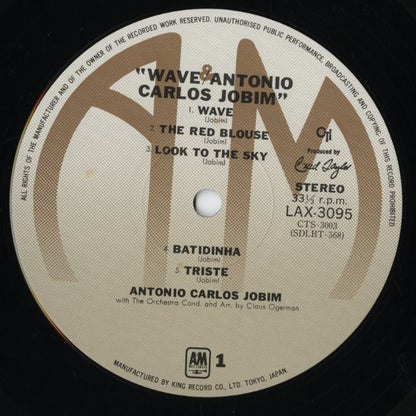 ALL RIGHTS OF THE MANUFACTURER AND OF THE OWNER OF THE RECORDED WORK RESERVED. UNAUTHORISED PUBLIC PERFORMANCE, BROADCASTING AND COPYING OF THIS RECORD PROHIBITED
A&M
"WAVE ANTONIO
CARLOS JOBIM"
1. WAVE
(Jobim)
2. THE RED BLOUSE
(Jobim)
3. LOOK TO THE SKY
(Jobim)
CTi
Produced by
Creed Taylor
STEREO
33⅓ r.p.m.
LAX-3095
CTS-3003
(SDLBT-568)
4. BATIDINHA
(Jobim)
5. TRISTE
(Jobim)
ANTONIO CARLOS JOBIM
with The Orchestra Cond. and Arr. by Claus Ogerman
A&M
RECORDS
1
MANUFACTURED BY KING RECORD CO., LTD. TOKYO, JAPAN.